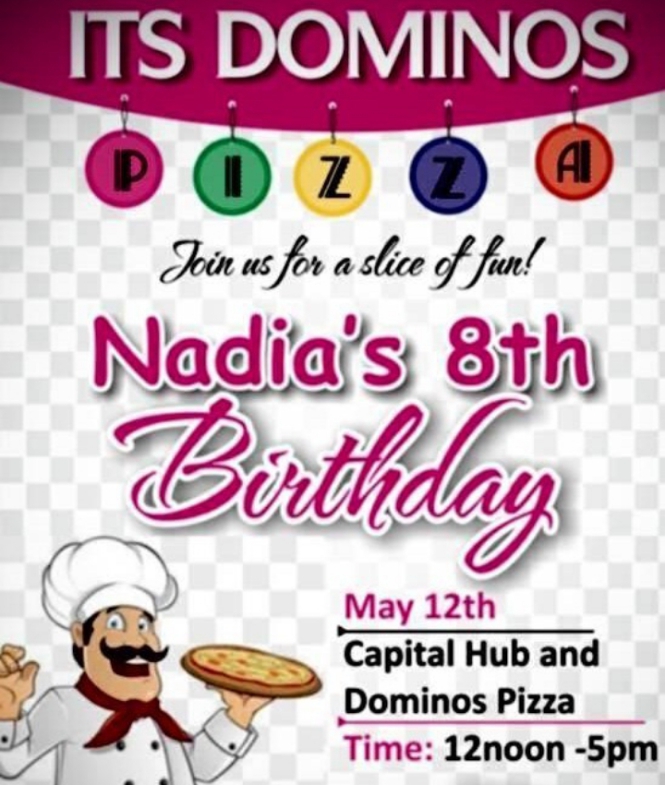 ITS DOMINOS
PIZZA
Join us for a slice of fun!
Nadia's 8th
Birthday
May 12th
Capital Hub and
Dominos Pizza
Time: 12noon -5pm